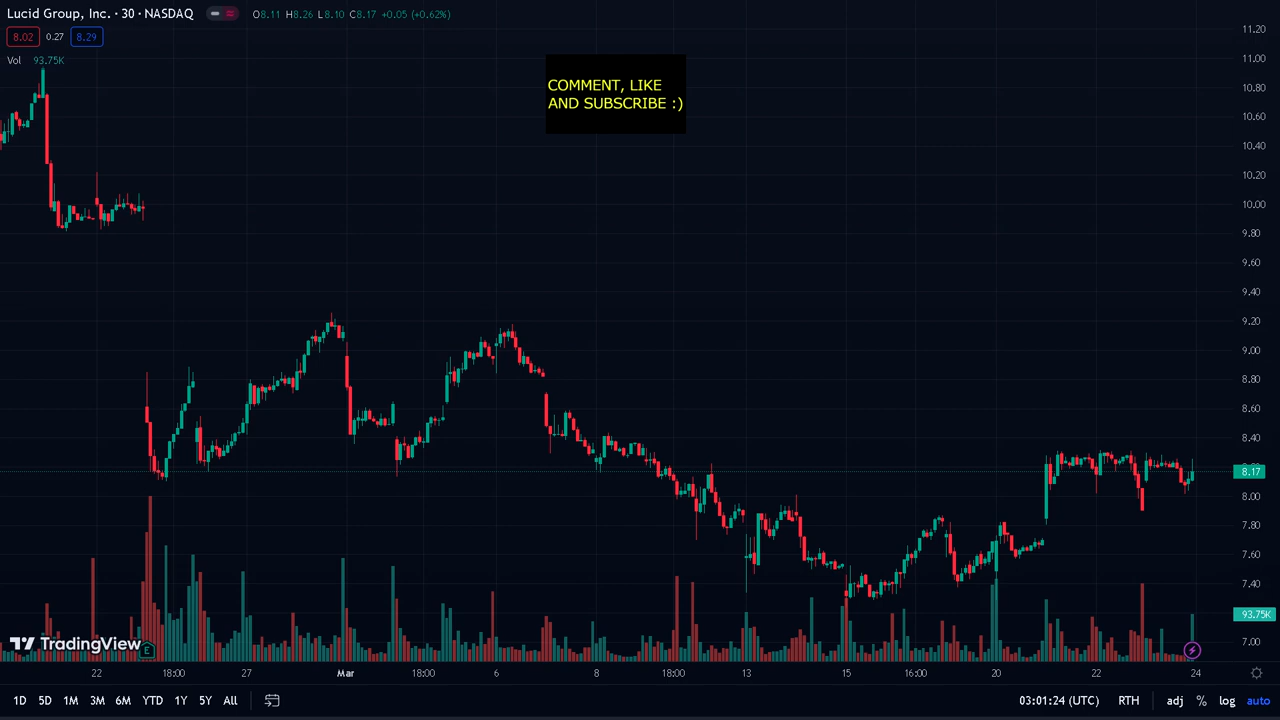 Lucid Group, Inc. · 30 · NASDAQ O8.11 H8.26 L8.10 C8.17 +0.05 (+0.62%)
8.02 0.27 8.29
Vol 93.75K
COMMENT, LIKE
AND SUBSCRIBE :)
11.20
11.00
10.80
10.60
10.40
10.20
10.00
9.80
9.60
9.40
9.20
9.00
8.80
8.60
8.40
8.17
8.00
7.80
7.60
7.40
93.75K
7.00
TradingView
E
22 18:00 27 Mar 18:00 6 8 18:00 13 15 16:00 20 22 24
1D 5D 1M 3M 6M YTD 1Y 5Y All 03:01:24 (UTC) RTH adj % log auto